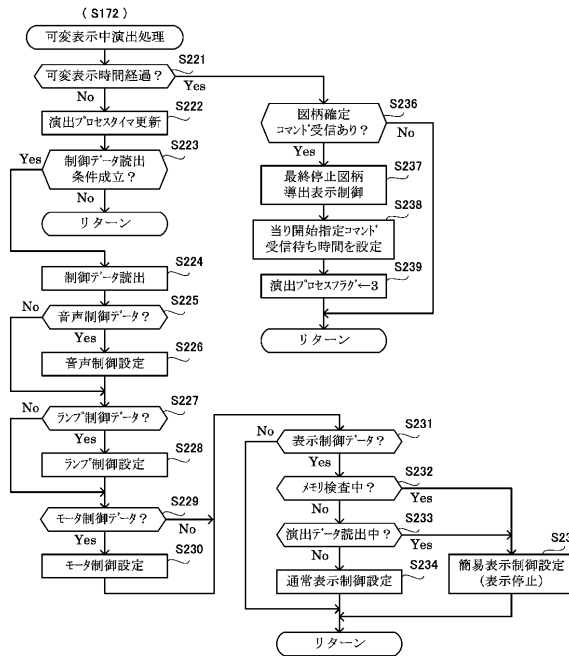 (S172)
可変表示中演出処理
S221
可変表示時間経過?
Yes
No
S222
演出プロセスタイマ更新
S223
Yes
制御データ読出
条件成立?
No
リターン
S236
図柄確定
コマンド受信あり?
No
Yes
S237
最終停止図柄
導出表示制御
S238
当り開始指定コマンド
受信待ち時間を設定
S239
演出プロセスフラグ←3
リターン
S224
制御データ読出
S225
No
音声制御データ?
Yes
S226
音声制御設定
S227
No
ランプ制御データ?
Yes
S228
ランプ制御設定
S229
モータ制御データ?
No
Yes
S230
モータ制御設定
S231
No
表示制御データ?
Yes
S232
メモリ検査中?
Yes
No
S233
演出データ読出中?
Yes
No
S234
通常表示制御設定
簡易表示制御設定
(表示停止)
リターン